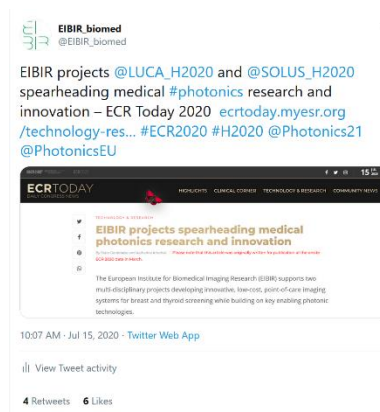 EIBIR_biomed
@EIBIR_biomed
EIBIR projects @LUCA_H2020 and @SOLUS_H2020
spearheading medical #photonics research and
innovation – ECR Today 2020 ecrtoday.myesr.org
/technology-res... #ECR2020 #H2020 @Photonics21
@PhotonicsEU
15
ECRTODAY
DAILY CONGRESS NEWS
HIGHLIGHTS CLINICAL CORNER TECHNOLOGY & RESEARCH COMMUNITY NEWS
TECHNOLOGY & RESEARCH
EIBIR projects spearheading medical
photonics research and innovation
The European Institute for Biomedical Imaging Research (EIBIR) supports two
multi-disciplinary projects developing innovative, low-cost, point-of-care imaging
systems for breast and thyroid screening while building on key enabling photonic
technologies.
10:07 AM · Jul 15, 2020 · Twitter Web App
View Tweet activity
4 Retweets 6 Likes